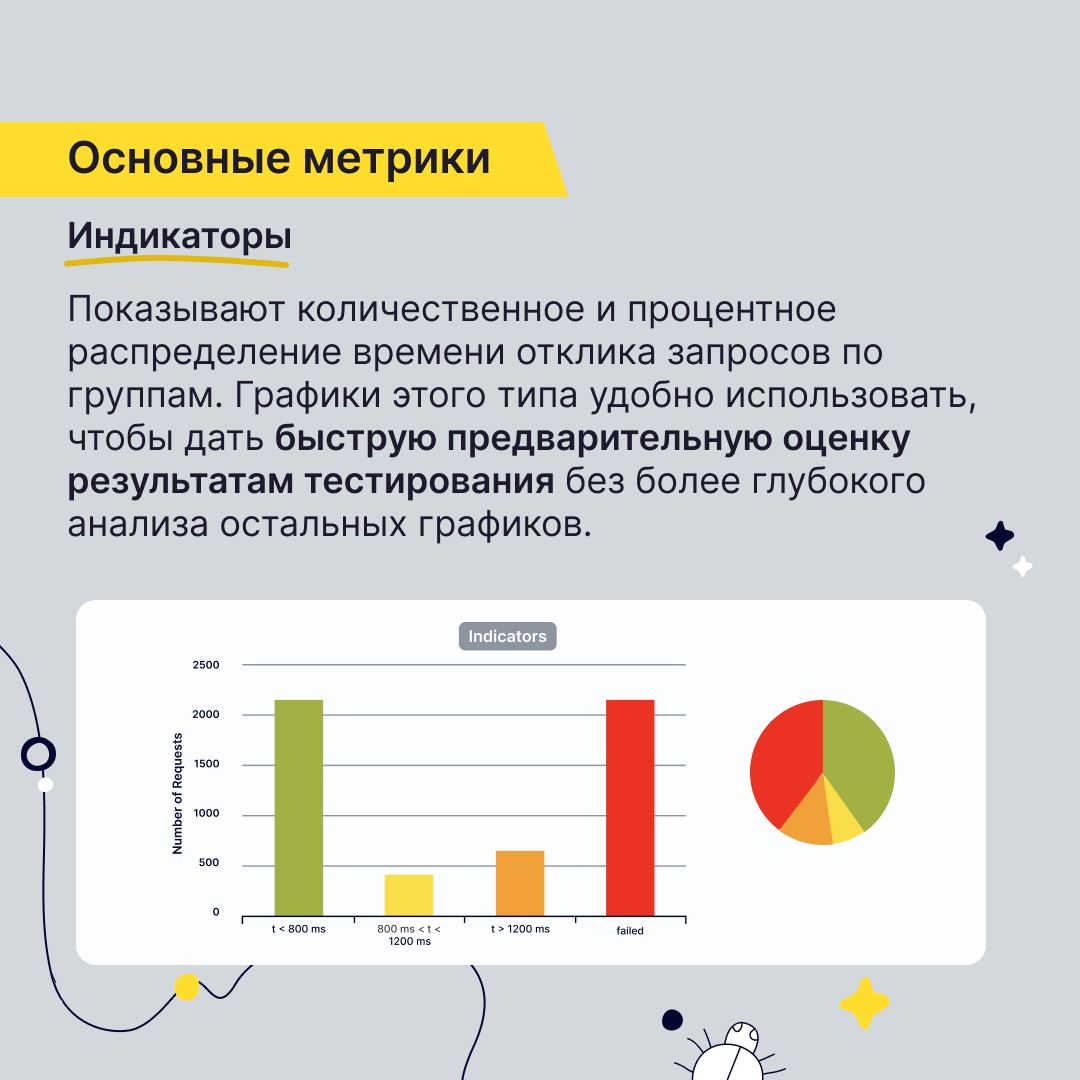 Основные метрики
Индикаторы
Показывают количественное и процентное
распределение времени отклика запросов по
группам. Графики этого типа удобно использовать,
чтобы дать быструю предварительную оценку
результатам тестирования без более глубокого
анализа остальных графиков.
Indicators
Number of Requests
2500
2000
1500
1000
500
0
t < 800 ms
800 ms < t <
1200 ms
t > 1200 ms
failed